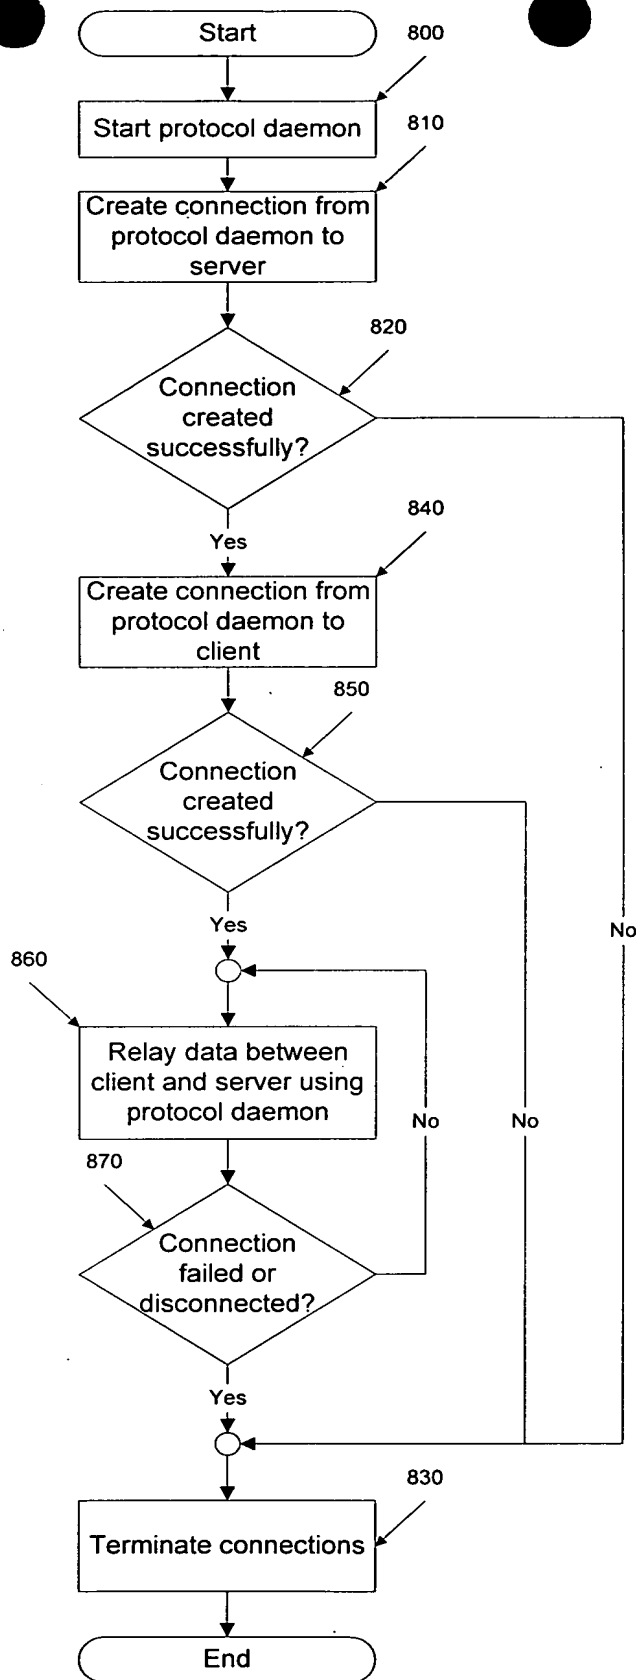 Start
800
Start protocol daemon
810
Create connection from
protocol daemon to
server
820
Connection
created
successfully?
Yes
840
Create connection from
protocol daemon to
client
850
Connection
created
successfully?
Yes
No
860
Relay data between
client and server using
protocol daemon
No
No
870
Connection
failed or
disconnected?
Yes
830
Terminate connections
End